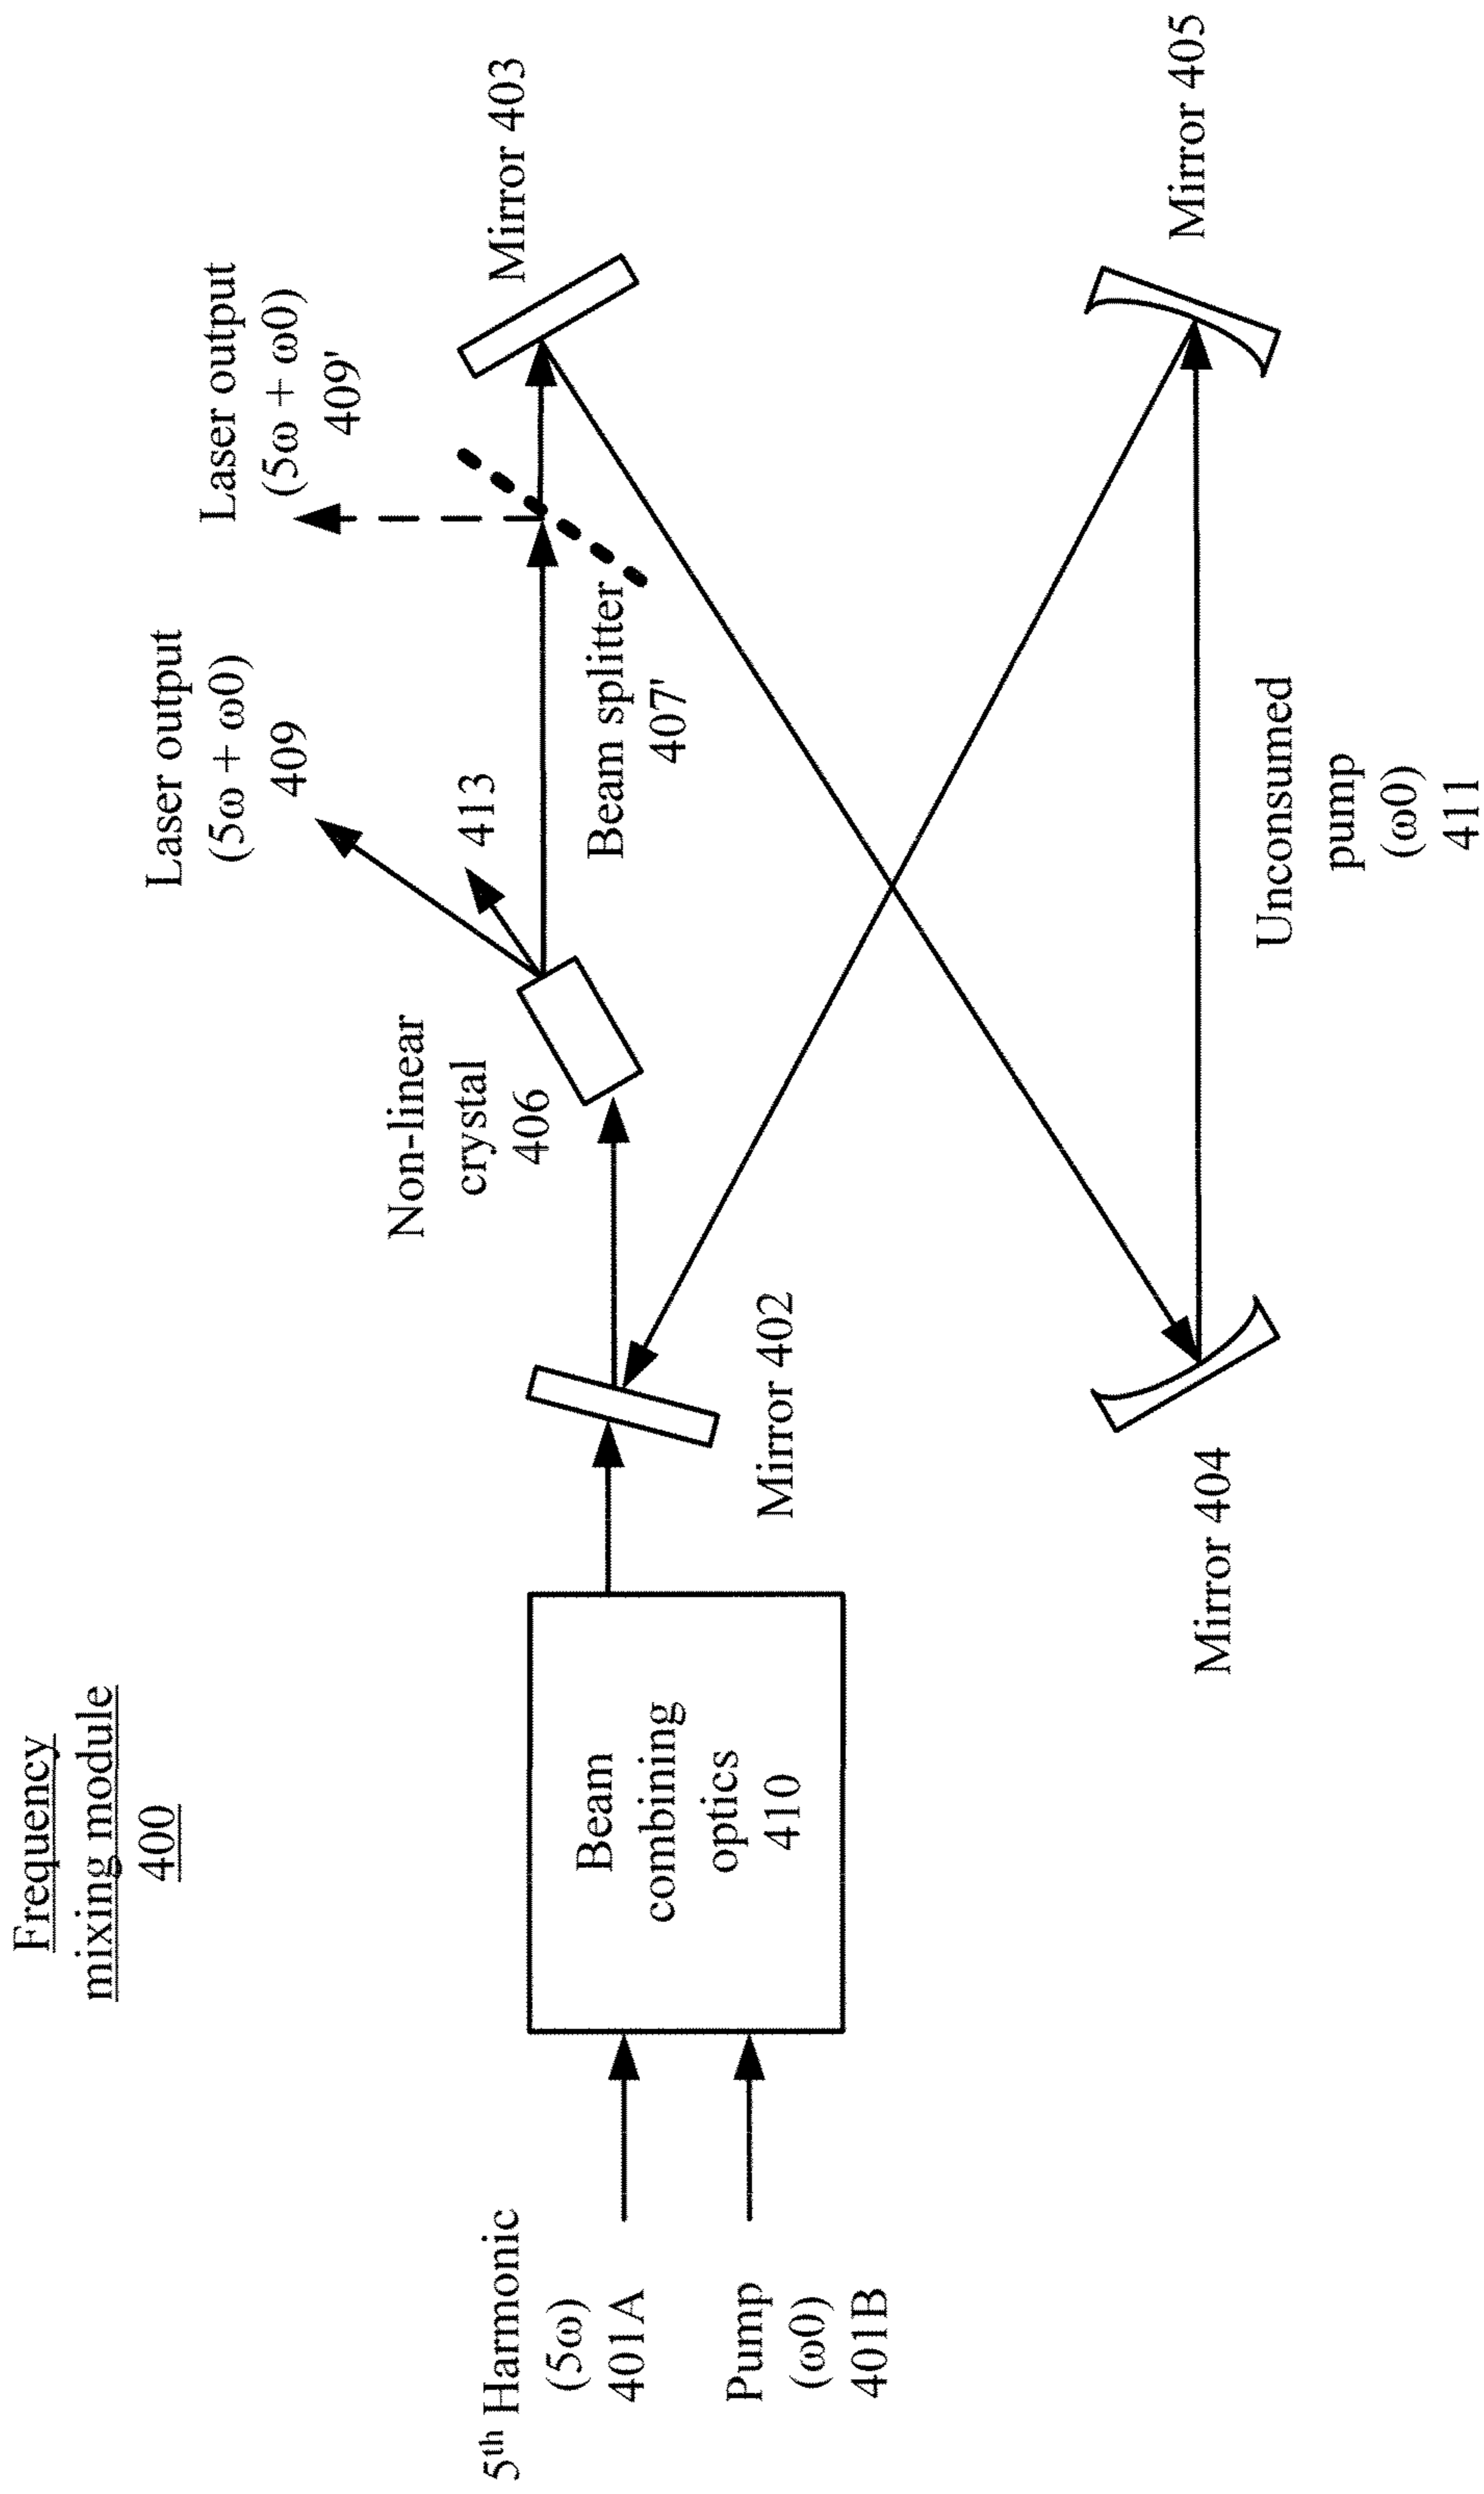 Frequency
mixing module
400
5th Harmonic
(5ω)
401A
Pump
(ω0)
401B
Beam
combining
optics
410
Mirror 402
Non-linear
crystal
406
413
Laser output
(5ω + ω0)
409
Beam splitter
407'
Laser output
(5ω + ω0)
409'
Mirror 403
Mirror 404
Unconsumed
pump
(ω0)
411
Mirror 405